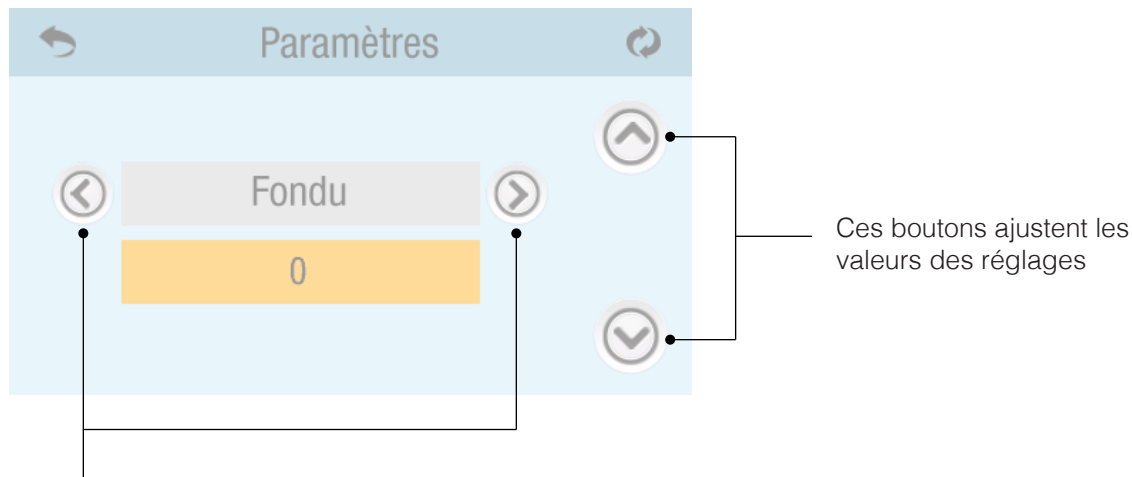 Paramètres
Fondu
0
Ces boutons ajustent les
valeurs des réglages